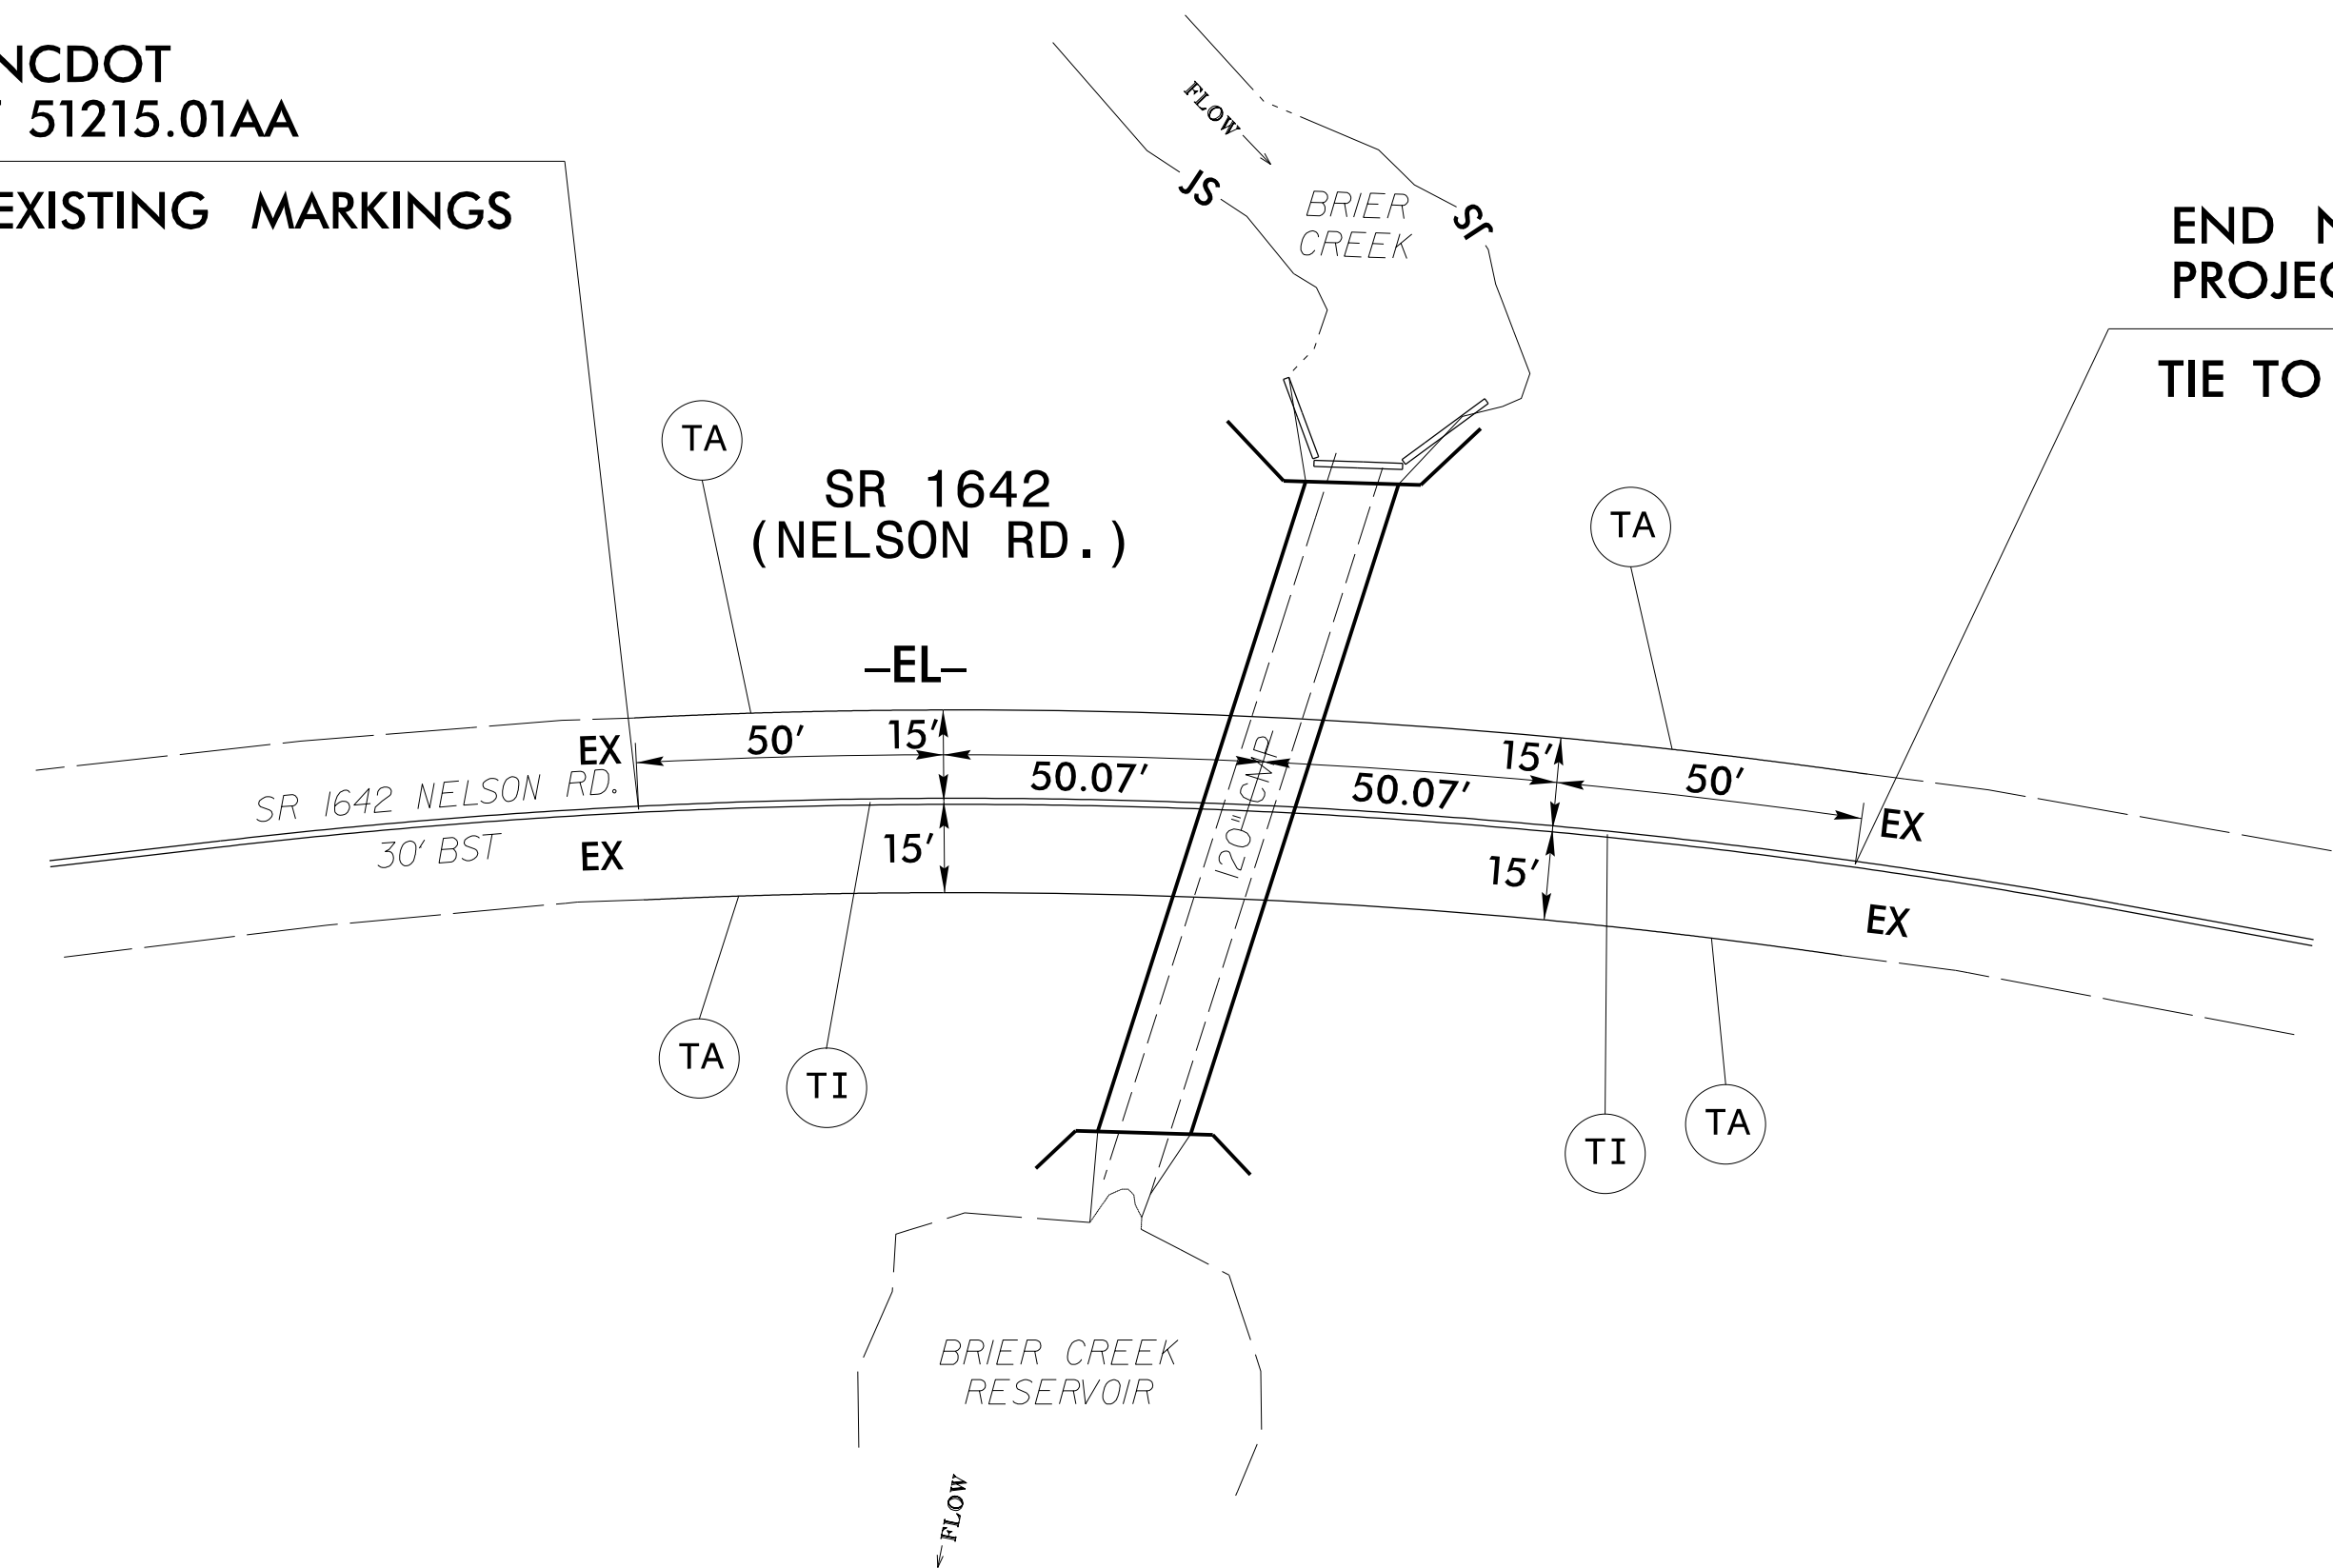 NCDOT
51215.01AA
EXISTING MARKINGS
FLOW
JS
BRIER
CREEK
JS
END
PROJEC
TIE TO
TA
SR 1642
(NELSON RD.)
TA
-EL-
EX
50'
15'
50.07'
15'
50.07'
50'
EX
SR 1642 NELSON RD.
30' BST
EX
15'
120" CMP
15'
EX
TA
TI
TI
TA
BRIER CREEK
RESERVOIR
FLOW